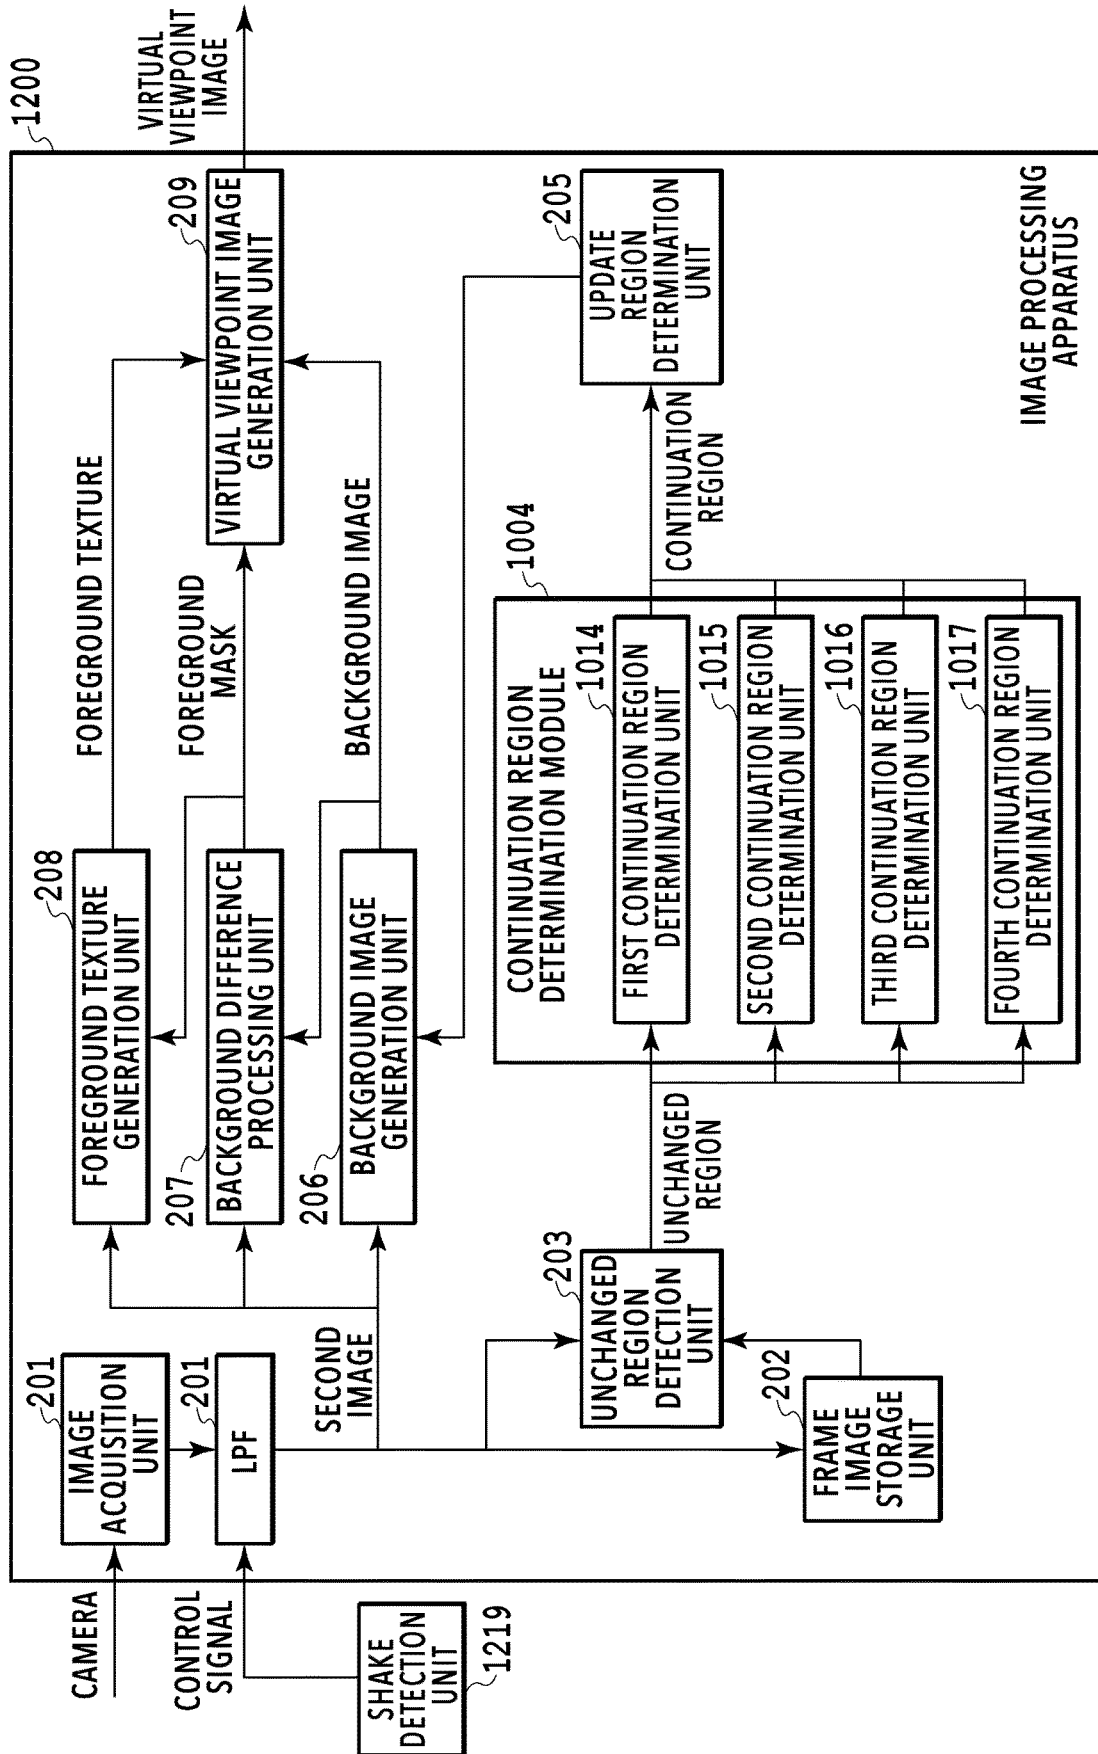 1200
CAMERA
201
IMAGE
ACQUISITION
UNIT
CONTROL
SIGNAL
201
LPF
SHAKE
DETECTION
UNIT
1219
SECOND
IMAGE
208
FOREGROUND TEXTURE
GENERATION UNIT
207
BACKGROUND DIFFERENCE
PROCESSING UNIT
206
BACKGROUND IMAGE
GENERATION UNIT
FOREGROUND TEXTURE
FOREGROUND
MASK
BACKGROUND IMAGE
209
VIRTUAL VIEWPOINT IMAGE
GENERATION UNIT
VIRTUAL
VIEWPOINT
IMAGE
202
FRAME
IMAGE
STORAGE
UNIT
203
UNCHANGED
REGION
DETECTION
UNIT
UNCHANGED
REGION
1004
CONTINUATION REGION
DETERMINATION MODULE
1014
FIRST CONTINUATION REGION
DETERMINATION UNIT
1015
SECOND CONTINUATION REGION
DETERMINATION UNIT
1016
THIRD CONTINUATION REGION
DETERMINATION UNIT
1017
FOURTH CONTINUATION REGION
DETERMINATION UNIT
CONTINUATION
REGION
205
UPDATE
REGION
DETERMINATION
UNIT
IMAGE PROCESSING
APPARATUS